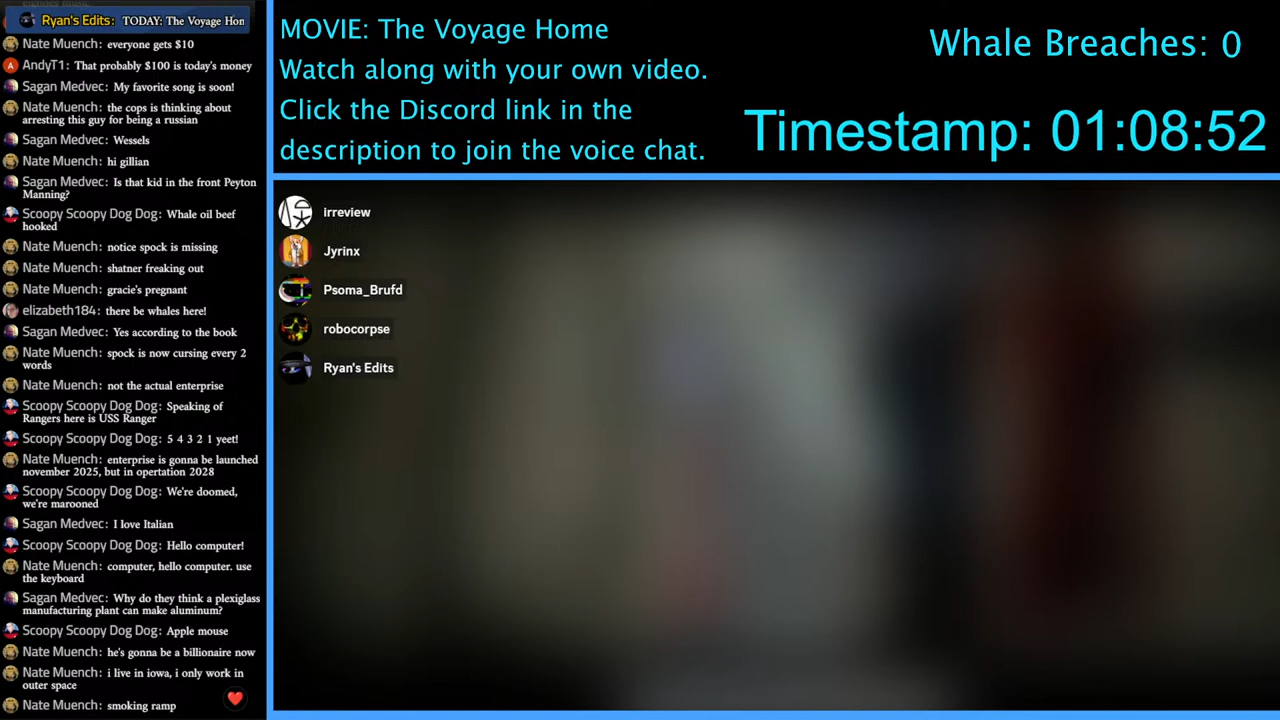 Ryan's Edits: TODAY: The Voyage Hon
Nate Muench: everyone gets $10
AndyT1: That probably $100 is today's money
Sagan Medvec: My favorite song is soon!
Nate Muench: the cops is thinking about
arresting this guy for being a russian
Sagan Medvec: Wessels
Nate Muench: hi gillian
Sagan Medvec: Is that kid in the front Peyton
Manning?
Scoopy Scoopy Dog Dog: Whale oil beef
hooked
Nate Muench: notice spock is missing
Nate Muench: shatner freaking out
Nate Muench: gracie's pregnant
elizabeth184: there be whales here!
Sagan Medvec: Yes according to the book
Nate Muench: spock is now cursing every 2
words
Nate Muench: not the actual enterprise
Scoopy Scoopy Dog Dog: Speaking of
Rangers here is USS Ranger
Scoopy Scoopy Dog Dog: 5 4 3 2 1 yeet!
Nate Muench: enterprise is gonna be launched
november 2025, but in opertation 2028
Scoopy Scoopy Dog Dog: We're doomed,
we're marooned
Sagan Medvec: I love Italian
Scoopy Scoopy Dog Dog: Hello computer!
Nate Muench: computer, hello computer. use
the keyboard
Sagan Medvec: Why do they think a plexiglass
manufacturing plant can make aluminum?
Scoopy Scoopy Dog Dog: Apple mouse
Nate Muench: he's gonna be a billionaire now
Nate Muench: i live in iowa, i only work in
outer space
Nate Muench: smoking ramp
MOVIE: The Voyage Home
Watch along with your own video.
Click the Discord link in the
description to join the voice chat.
Whale Breaches: 0
Timestamp: 01:08:52
irreview
Jyrinx
Psoma_Brufd
robocorpse
Ryan's Edits